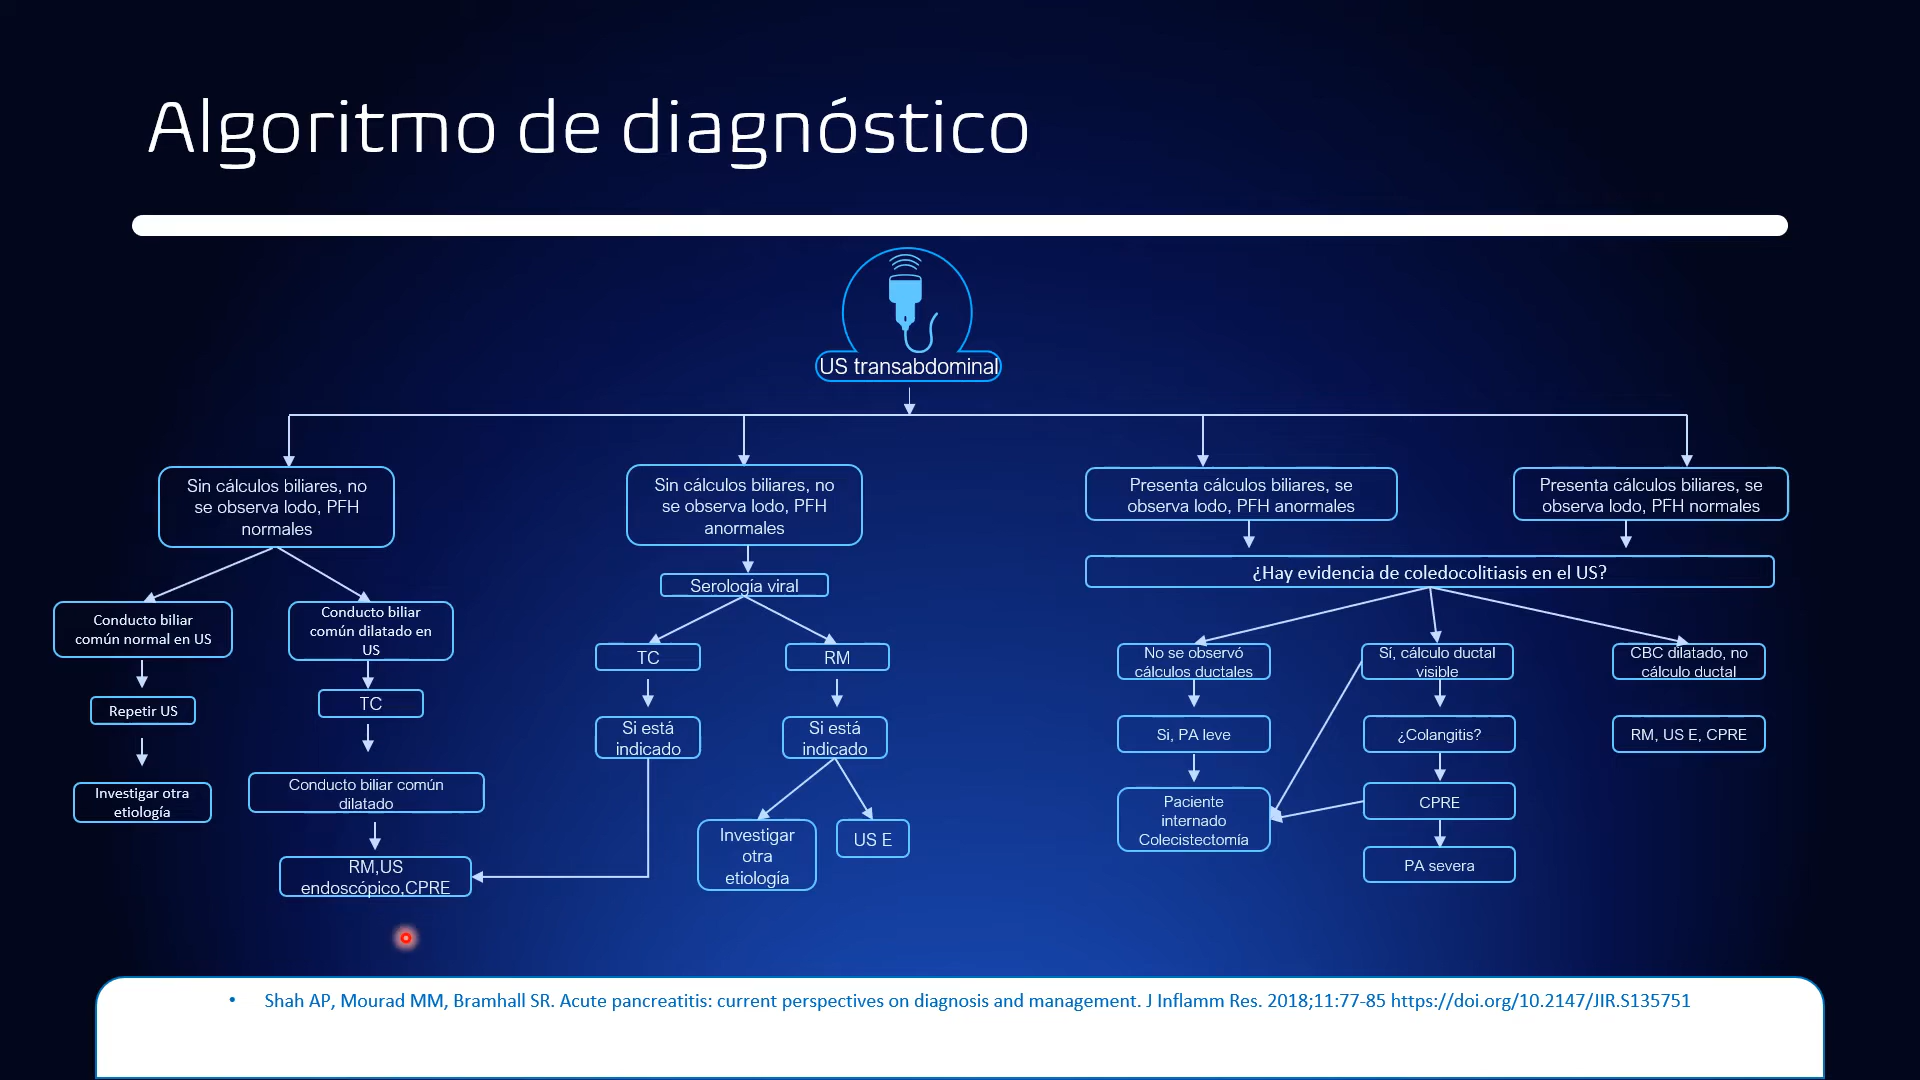 Algoritmo de diagnóstico
US transabdominal
Sin cálculos biliares, no
se observa lodo, PFH
normales
Sin cálculos biliares, no
se observa lodo, PFH
anormales
Presenta cálculos biliares, se
observa lodo, PFH anormales
Presenta cálculos biliares, se
observa lodo, PFH normales
¿Hay evidencia de coledocolitiasis en el US?
Serología viral
Conducto biliar
común normal en US
Conducto biliar
común dilatado en
US
TC
RM
No se observó
cálculos ductales
Sí, cálculo ductal
visible
CBC dilatado, no
cálculo ductal
Repetir US
TC
Si está
indicado
Si está
indicado
Si, PA leve
¿Colangitis?
RM, US E, CPRE
Investigar otra
etiología
Conducto biliar común
dilatado
Paciente
internado
Colecistectomía
CPRE
RM,US
endoscópico,CPRE
Investigar
otra
etiología
US E
PA severa
• Shah AP, Mourad MM, Bramhall SR. Acute pancreatitis: current perspectives on diagnosis and management. J Inflamm Res. 2018;11:77-85 https://doi.org/10.2147/JIR.S135751